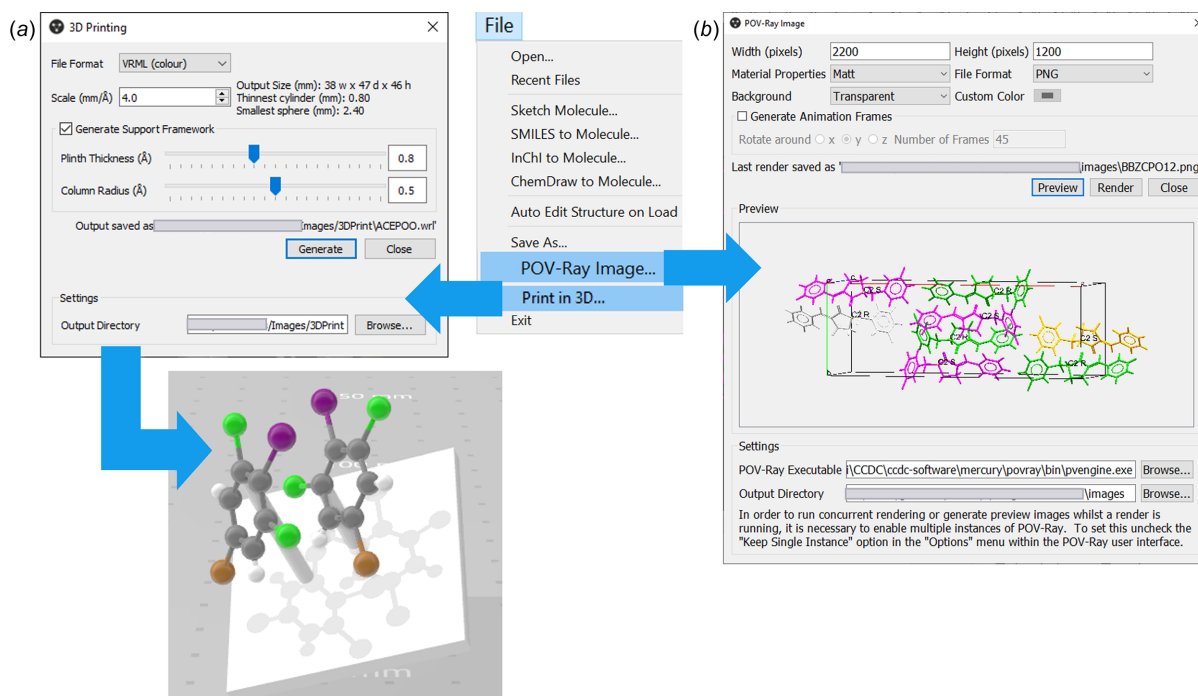 (a)
3D Printing
File Format VRML (colour)
Scale (mm/Å) 4.0
Output Size (mm): 38 w x 47 d x 46 h
Thinnest cylinder (mm): 0.80
Smallest sphere (mm): 2.40
Generate Support Framework
Plinth Thickness (Å) 0.8
Column Radius (Å) 0.5
Output saved as mages/3DPrint\ACEPOO.wrl'
Generate Close
Settings
Output Directory /Images/3DPrint Browse...
File
Open...
Recent Files
Sketch Molecule...
SMILES to Molecule...
InChI to Molecule...
ChemDraw to Molecule...
Auto Edit Structure on Load
Save As...
POV-Ray Image...
Print in 3D...
Exit
(b)
POV-Ray Image
Width (pixels) 2200 Height (pixels) 1200
Material Properties Matt File Format PNG
Background Transparent Custom Color
Generate Animation Frames
Rotate around x y z Number of Frames 45
Last render saved as ' \images\BBZCPO12.png
Preview Render Close
Preview
C2 S C2 R
C2 R C2 S
C2 R C2 S
C2 S C2 R
Settings
POV-Ray Executable i\CCDC\ccdc-software\mercury\povray\bin\pvengine.exe Browse...
Output Directory \images Browse...
In order to run concurrent rendering or generate preview images whilst a render is
running, it is necessary to enable multiple instances of POV-Ray. To set this uncheck the
"Keep Single Instance" option in the "Options" menu within the POV-Ray user interface.